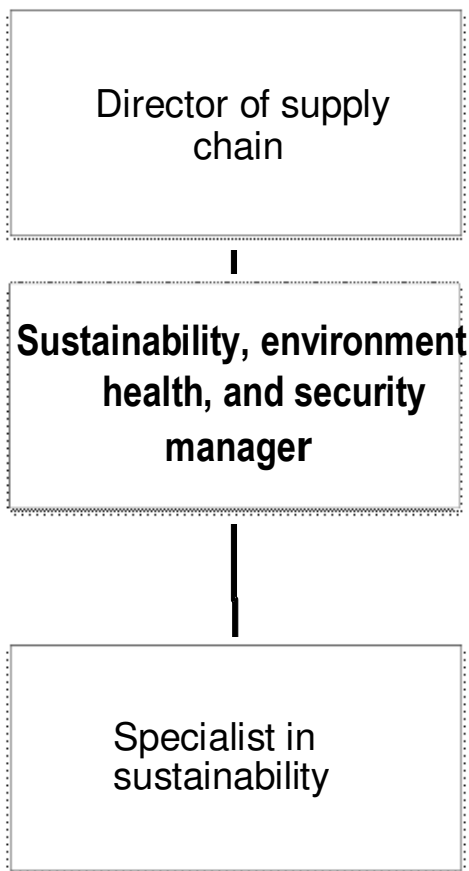 Director of supply
chain
Sustainability, environment
health, and security
manager
Specialist in
sustainability